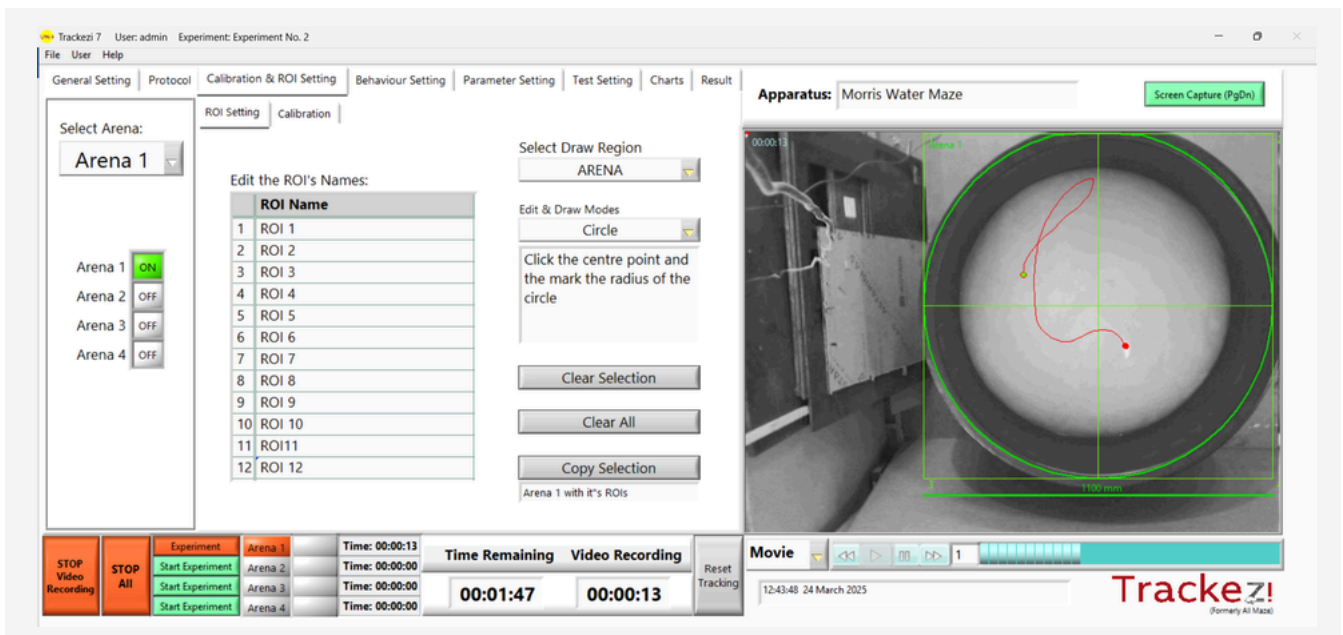 Trackezi 7 User: admin Experiment: Experiment No. 2
File User Help
General Setting Protocol Calibration & ROI Setting Behaviour Setting Parameter Setting Test Setting Charts Result
Apparatus: Morris Water Maze
Screen Capture (PgDn)
ROI Setting Calibration
Select Arena:
Arena 1
Arena 1 ON
Arena 2 OFF
Arena 3 OFF
Arena 4 OFF
Edit the ROI's Names:
ROI Name
1 ROI 1
2 ROI 2
3 ROI 3
4 ROI 4
5 ROI 5
6 ROI 6
7 ROI 7
8 ROI 8
9 ROI 9
10 ROI 10
11 ROI11
12 ROI 12
Select Draw Region
ARENA
Edit & Draw Modes
Circle
Click the centre point and
the mark the radius of the
circle
Clear Selection
Clear All
Copy Selection
Arena 1 with it"s ROIs
00:00:13
Arena 1
3
1100 mm
STOP
Video
Recording
STOP
All
Experiment Arena 1 Time: 00:00:13
Start Experiment Arena 2 Time: 00:00:00
Start Experiment Arena 3 Time: 00:00:00
Start Experiment Arena 4 Time: 00:00:00
Time Remaining Video Recording
00:01:47 00:00:13
Reset
Tracking
Movie 1
12:43:48 24 March 2025
Trackezi
(Formerly All Maze)